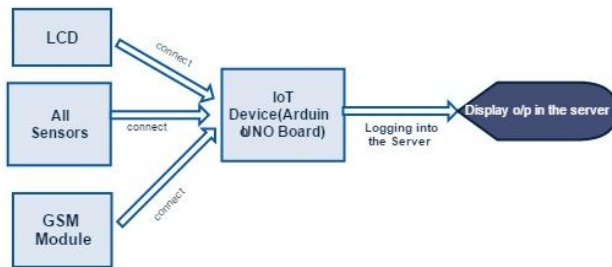 LCD
connect
All
Sensors
connect
GSM
Module
connect
IoT
Device(Arduin
oUNO Board)
Logging into
the Server
Display o/p in the server